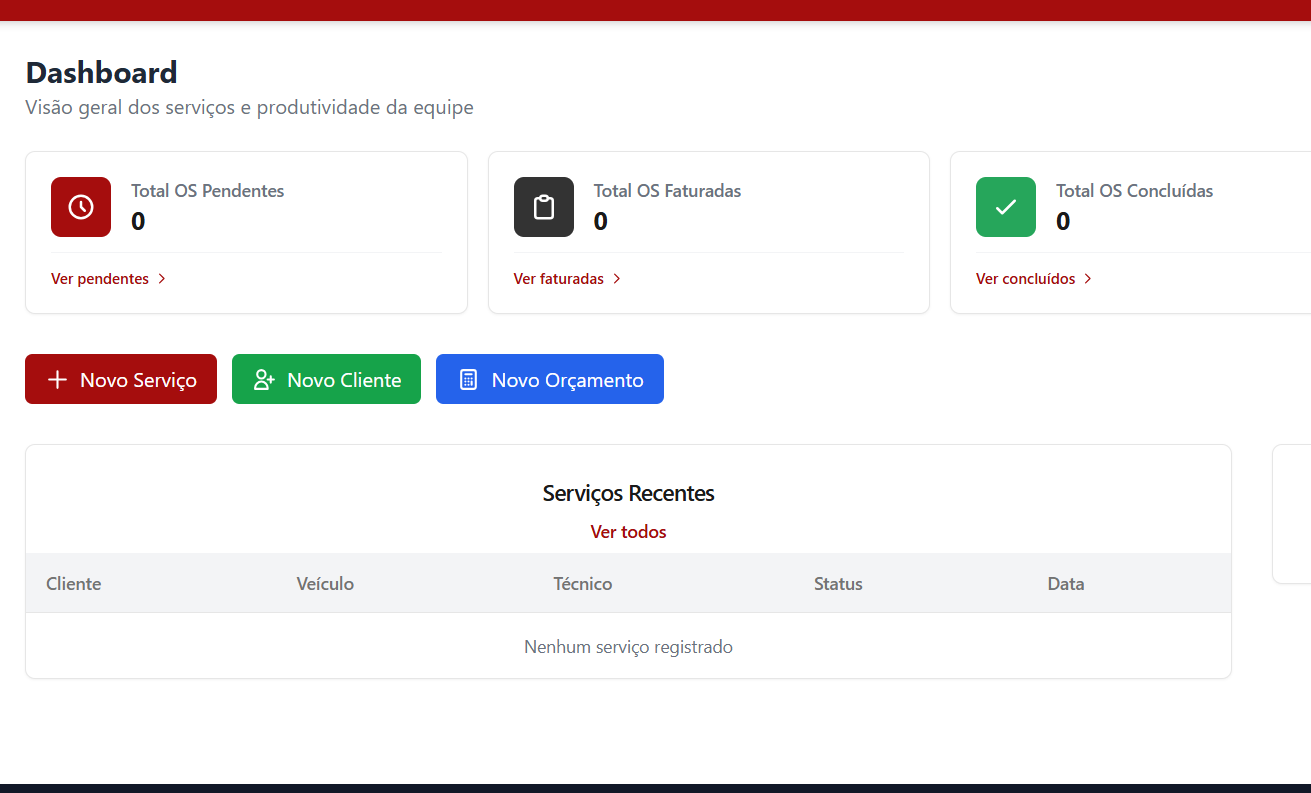 Dashboard
Visão geral dos serviços e produtividade da equipe
Total OS Pendentes
0
Ver pendentes
Total OS Faturadas
0
Ver faturadas
Total OS Concluídas
0
Ver concluídos
Novo Serviço
Novo Cliente
Novo Orçamento
Serviços Recentes
Ver todos
Cliente Veículo Técnico Status Data
Nenhum serviço registrado